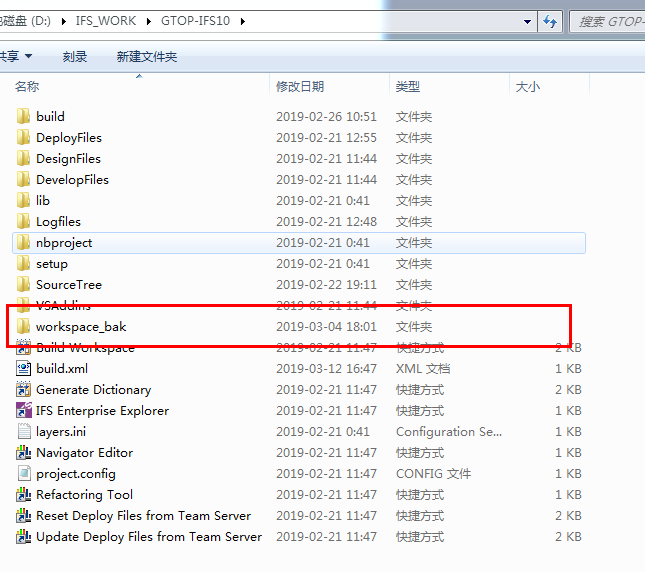 磁盘 (D:) ▸ IFS_WORK ▸ GTOP-IFS10 ▸ 搜索 GTOP-
共享 刻录 新建文件夹
名称 修改日期 类型 大小
build 2019-02-26 10:51 文件夹
DeployFiles 2019-02-21 12:55 文件夹
DesignFiles 2019-02-21 11:44 文件夹
DevelopFiles 2019-02-21 11:44 文件夹
lib 2019-02-21 0:41 文件夹
Logfiles 2019-02-21 12:48 文件夹
nbproject 2019-02-21 0:41 文件夹
setup 2019-02-21 0:41 文件夹
SourceTree 2019-02-22 19:11 文件夹
VSAddins 2019-02-21 11:44 文件夹
workspace_bak 2019-03-04 18:01 文件夹
Build Workspace 2019-02-21 11:47 快捷方式 2 KB
build.xml 2019-03-12 16:47 XML 文档 1 KB
Generate Dictionary 2019-02-21 11:47 快捷方式 2 KB
IFS Enterprise Explorer 2019-02-21 11:47 快捷方式 1 KB
layers.ini 2019-02-21 0:41 Configuration Se... 1 KB
Navigator Editor 2019-02-21 11:47 快捷方式 1 KB
project.config 2019-02-21 11:47 CONFIG 文件 1 KB
Refactoring Tool 2019-02-21 11:47 快捷方式 1 KB
Reset Deploy Files from Team Server 2019-02-21 11:47 快捷方式 2 KB
Update Deploy Files from Team Server 2019-02-21 11:47 快捷方式 2 KB